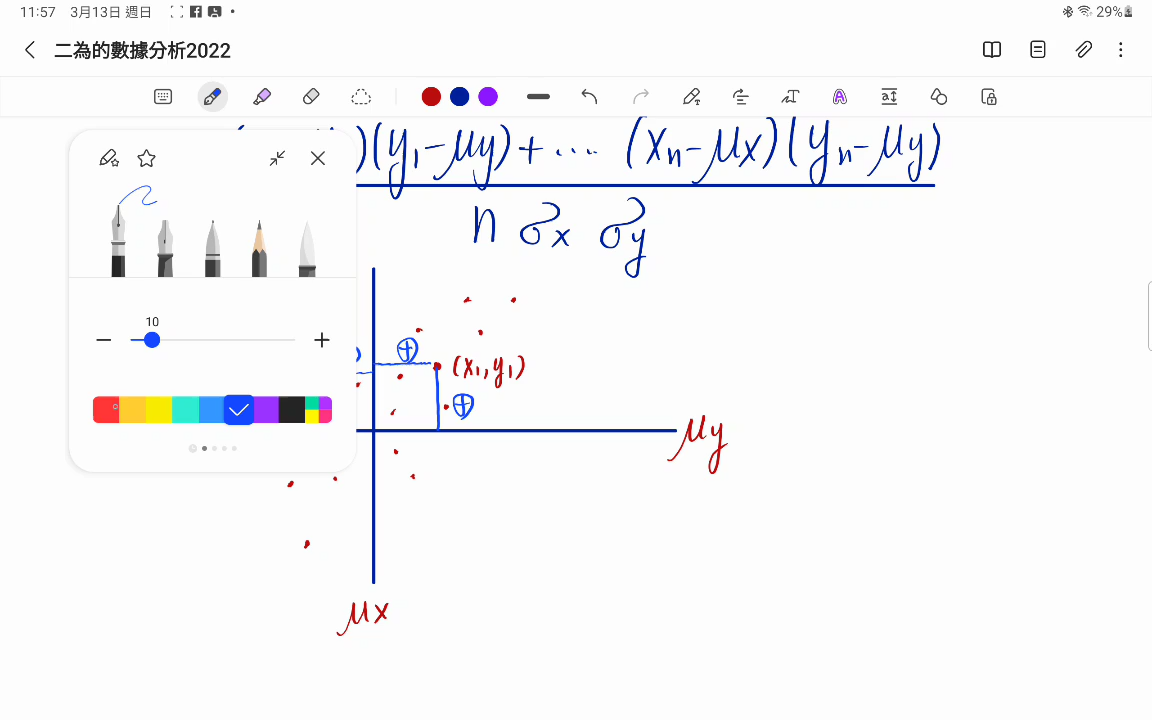 11:57 3月13日 週日 29%
二為的數據分析2022
)(y₁-μy)+.... (xₙ-μx)(yₙ-μy)
n σx σy
10
⊕
(x₁,y₁)
⊕
μy
μx